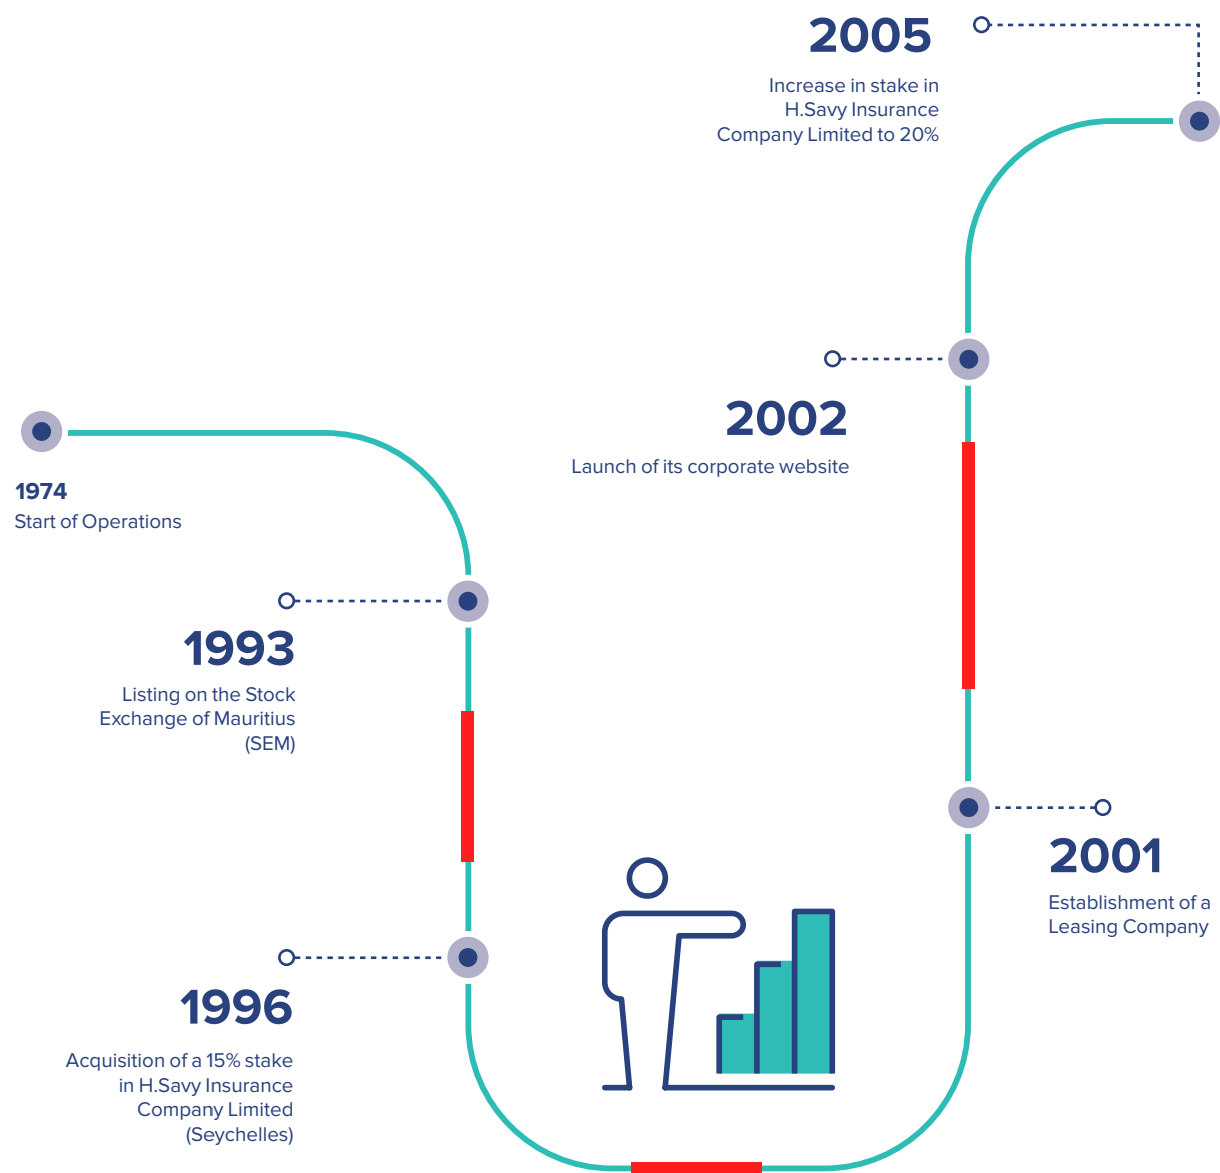 1974
Start of Operations
1993
Listing on the Stock
Exchange of Mauritius
(SEM)
1996
Acquisition of a 15% stake
in H.Savy Insurance
Company Limited
(Seychelles)
2001
Establishment of a
Leasing Company
2002
Launch of its corporate website
2005
Increase in stake in
H.Savy Insurance
Company Limited to 20%